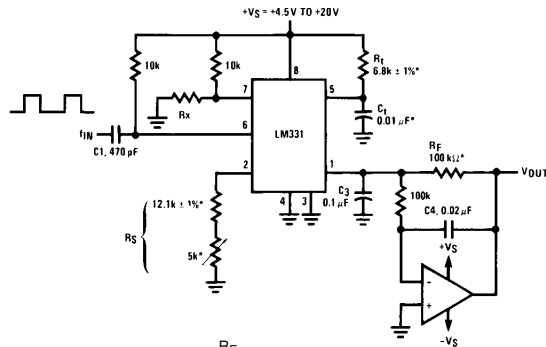 +VS = +4.5V TO +20V
10k
10k
Rt
6.8k ± 1%*
8
7
5
Rx
Ct
0.01 μF*
fIN
6
LM331
C1, 470 pF
RF
100 kΩ*
2
1
VOUT
12.1k ± 1%*
C3
0.1 μF
100k
4
3
C4, 0.02 μF
RS
+VS
5k*
-
+
-VS
RF